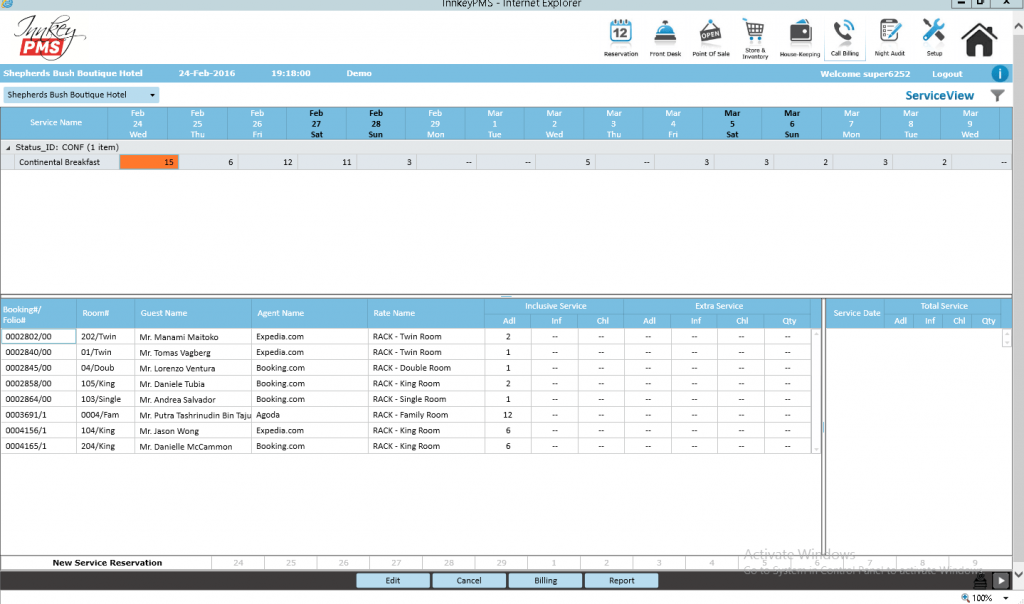 InnkeyPMS - Internet Explorer
Innkey PMS
12 OPEN
Reservation Front Desk Point Of Sale Store & Inventory House-Keeping Call Billing Night Audit Setup
Shepherds Bush Boutique Hotel 24-Feb-2016 19:18:00 Demo Welcome super6252 Logout i
Shepherds Bush Boutique Hotel ServiceView
Service Name Feb 24 Wed Feb 25 Thu Feb 26 Fri Feb 27 Sat Feb 28 Sun Feb 29 Mon Mar 1 Tue Mar 2 Wed Mar 3 Thu Mar 4 Fri Mar 5 Sat Mar 6 Sun Mar 7 Mon Mar 8 Tue Mar 9 Wed
Status_ID: CONF (1 item)
Continental Breakfast 15 6 12 11 3 -- -- 5 -- 3 3 2 3 2 --
Booking#/ Folio# Room# Guest Name Agent Name Rate Name Inclusive Service Extra Service Service Date Total Service
Adl Inf Chl Adl Inf Chl Qty Adl Inf Chl Qty
0002802/00 202/Twin Mr. Manami Maitoko Expedia.com RACK - Twin Room 2 -- -- -- -- -- --
0002840/00 01/Twin Mr. Tomas Vagberg Expedia.com RACK - Twin Room 1 -- -- -- -- -- --
0002845/00 04/Doub Mr. Lorenzo Ventura Booking.com RACK - Double Room 1 -- -- -- -- -- --
0002858/00 105/King Mr. Daniele Tubia Booking.com RACK - King Room 2 -- -- -- -- -- --
0002864/00 103/Single Mr. Andrea Salvador Booking.com RACK - Single Room 1 -- -- -- -- -- --
0003691/1 0004/Fam Mr. Putra Tashrinudin Bin Taju Agoda RACK - Family Room 12 -- -- -- -- -- --
0004156/1 104/King Mr. Jason Wong Expedia.com RACK - King Room 6 -- -- -- -- -- --
0004165/1 204/King Mr. Danielle McCammon Booking.com RACK - King Room 6 -- -- -- -- -- --
Activate Windows
Go to System in Control Panel to activate Windows.
New Service Reservation 24 25 26 27 28 29 1 2 3 4 5 6 7 8 9
Edit Cancel Billing Report
100%